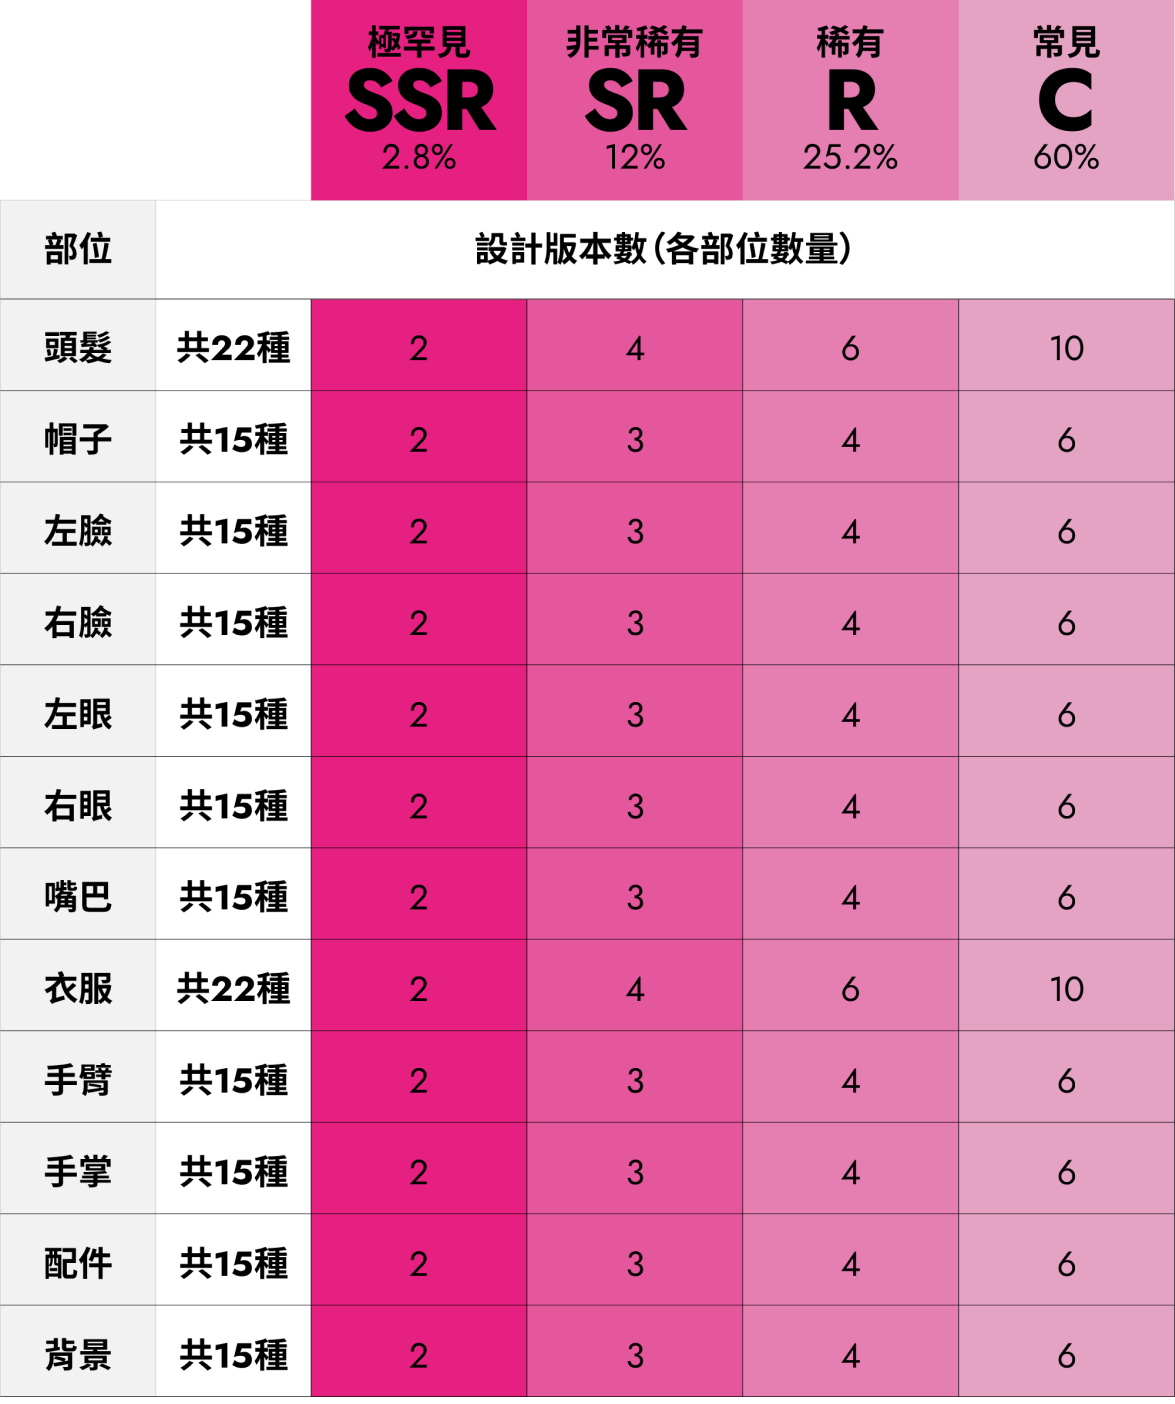 極罕見 非常稀有 稀有 常見
SSR SR R C
2.8% 12% 25.2% 60%
部位 設計版本數(各部位數量)
頭髮 共22種 2 4 6 10
帽子 共15種 2 3 4 6
左臉 共15種 2 3 4 6
右臉 共15種 2 3 4 6
左眼 共15種 2 3 4 6
右眼 共15種 2 3 4 6
嘴巴 共15種 2 3 4 6
衣服 共22種 2 4 6 10
手臂 共15種 2 3 4 6
手掌 共15種 2 3 4 6
配件 共15種 2 3 4 6
背景 共15種 2 3 4 6